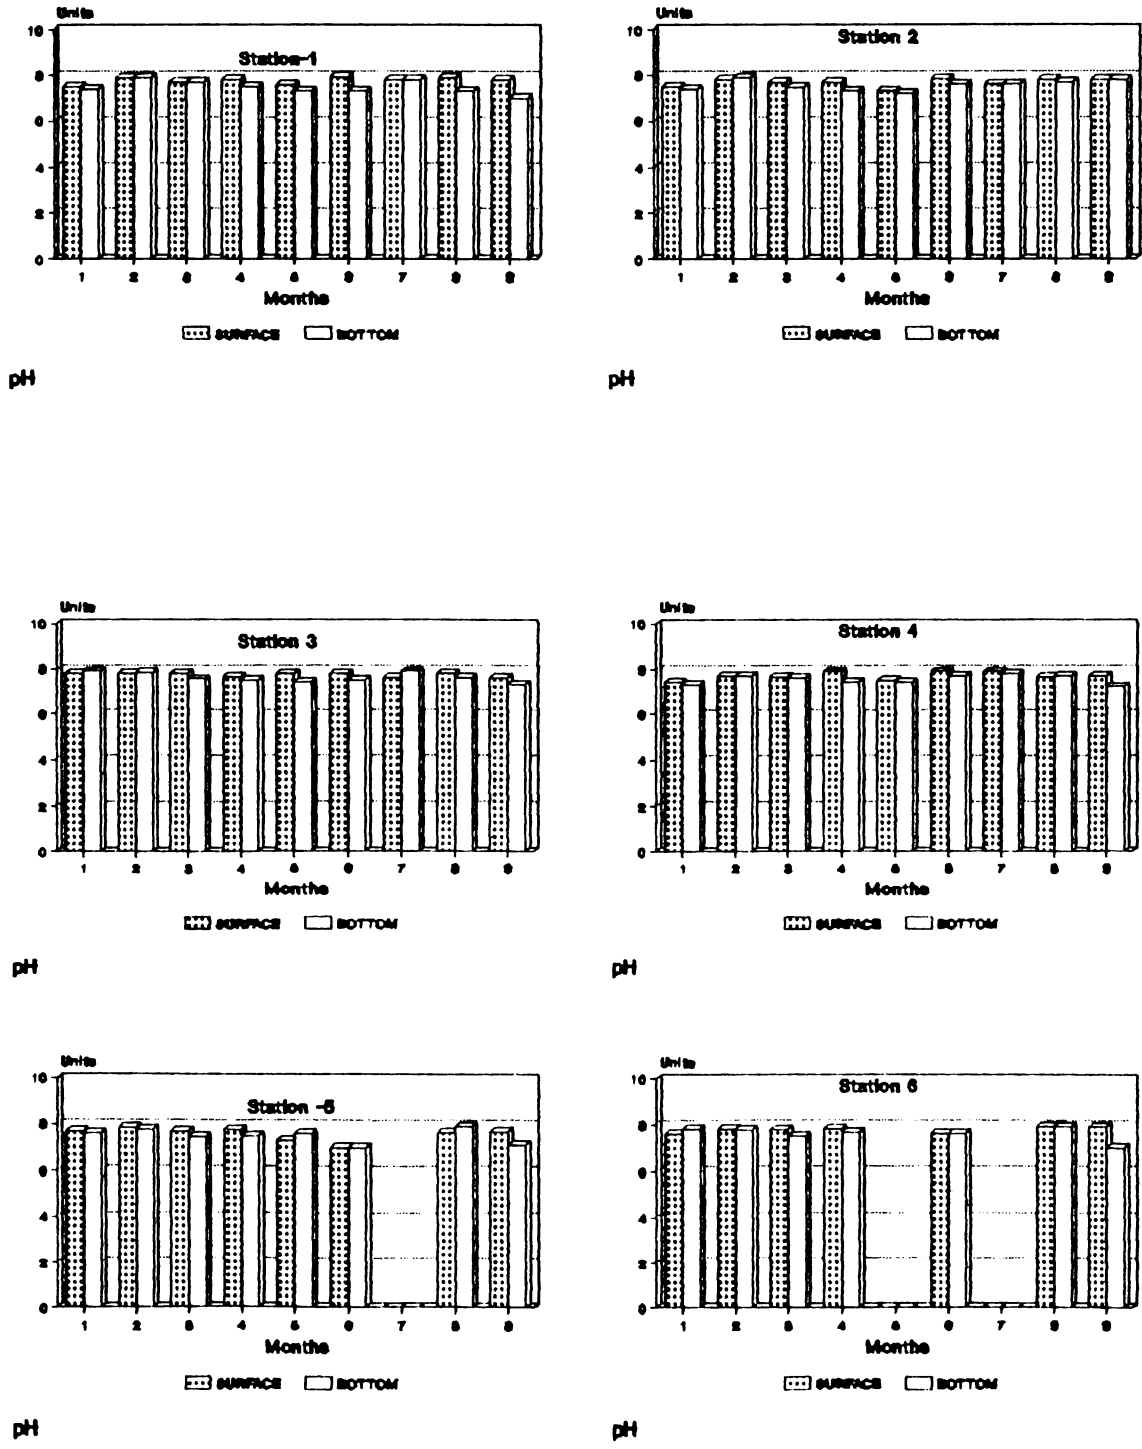 Units
10
Station-1
8
6
4
2
0
1 2 3 4 5 6 7 8 9
Months
SURFACE BOTTOM
pH
Units
10
Station 2
8
6
4
2
0
1 2 3 4 5 6 7 8 9
Months
SURFACE BOTTOM
pH
Units
10
Station 3
8
6
4
2
0
1 2 3 4 5 6 7 8 9
Months
SURFACE BOTTOM
pH
Units
10
Station 4
8
6
4
2
0
1 2 3 4 5 6 7 8 9
Months
SURFACE BOTTOM
pH
Units
10
Station -5
8
6
4
2
0
1 2 3 4 5 6 7 8 9
Months
SURFACE BOTTOM
pH
Units
10
Station 6
8
6
4
2
0
1 2 3 4 5 6 7 8 9
Months
SURFACE BOTTOM
pH